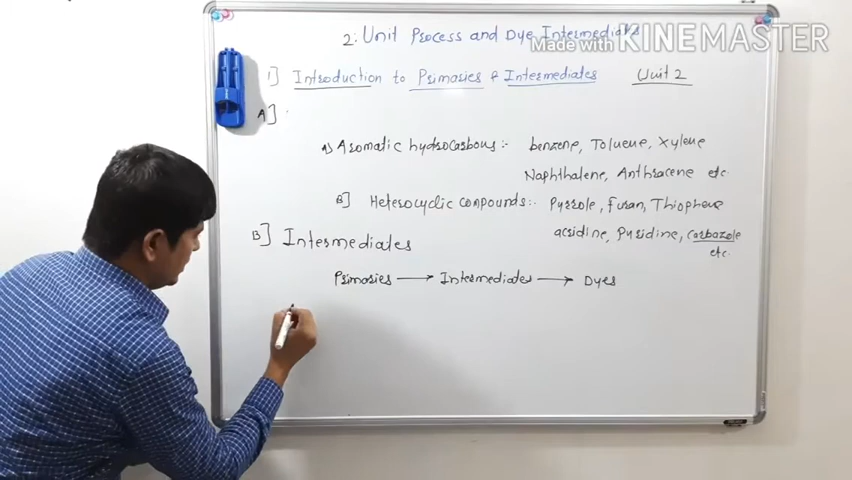 2. Unit Process and Dye Intermediates
Made with KINEMASTER
1] Introduction to Primaries & Intermediates Unit 2
A]
A) Aromatic hydrocarbons:- benzene, Toluene, Xylene
Naphthalene, Anthracene etc.
B] Heterocyclic compounds:- Pyrrole, Furan, Thiophene
acridine, Pyridine, Carbazole
etc.
B] Intermediates
Primaries → Intermediates → Dyes